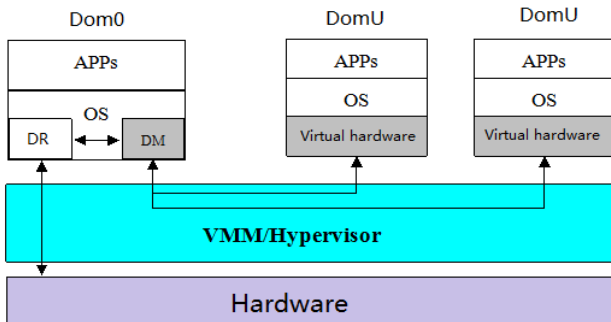 Dom0
DomU
DomU
APPs
APPs
APPs
OS
OS
OS
DR
DM
Virtual hardware
Virtual hardware
VMM/Hypervisor
Hardware